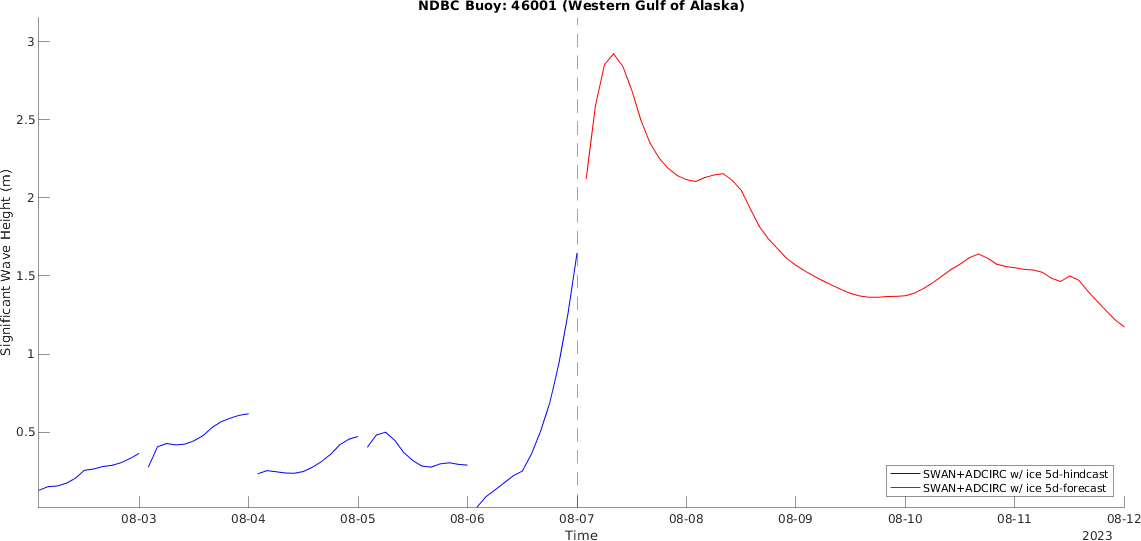 NDBC Buoy: 46001 (Western Gulf of Alaska)
3
2.5
2
1.5
1
0.5
Significant Wave Height (m)
SWAN+ADCIRC w/ ice 5d-hindcast
SWAN+ADCIRC w/ ice 5d-forecast
08-03 08-04 08-05 08-06 08-07 08-08 08-09 08-10 08-11 08-12
Time
2023